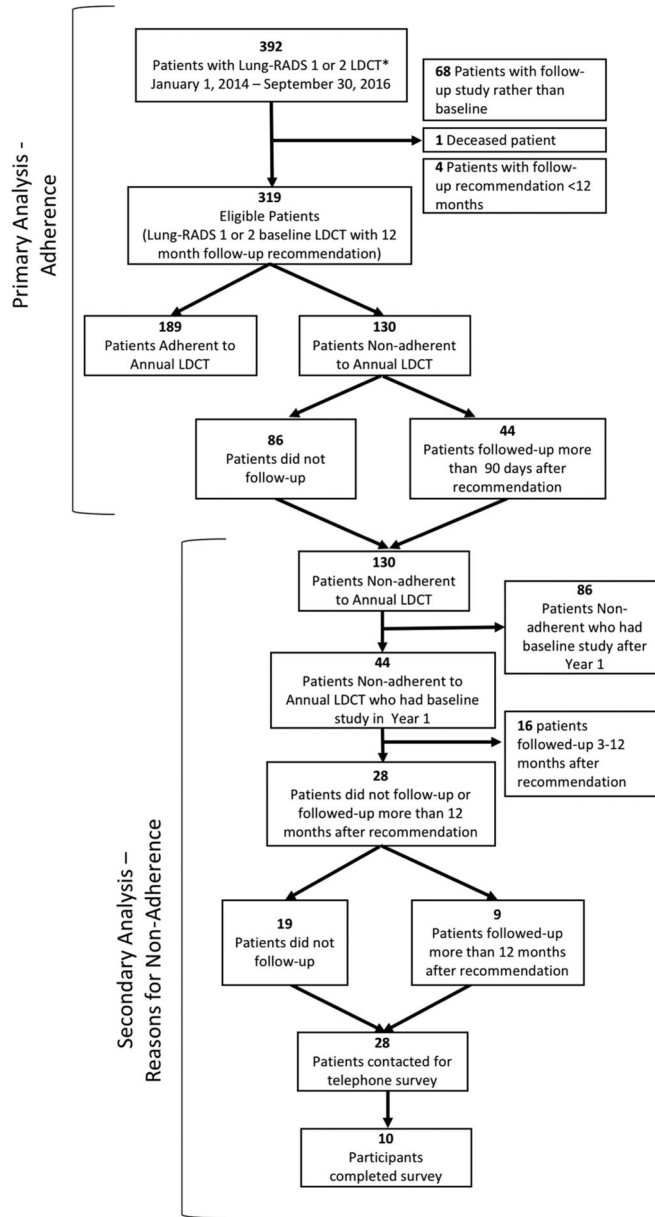 Primary Analysis -
Adherence
392
Patients with Lung-RADS 1 or 2 LDCT*
January 1, 2014 – September 30, 2016
68 Patients with follow-
up study rather than
baseline
1 Deceased patient
4 Patients with follow-
up recommendation <12
months
319
Eligible Patients
(Lung-RADS 1 or 2 baseline LDCT with 12
month follow-up recommendation)
189
Patients Adherent to
Annual LDCT
130
Patients Non-adherent
to Annual LDCT
86
Patients did not
follow-up
44
Patients followed-up more
than 90 days after
recommendation
Secondary Analysis –
Reasons for Non-Adherence
130
Patients Non-adherent
to Annual LDCT
86
Patients Non-
adherent who had
baseline study after
Year 1
44
Patients Non-adherent to
Annual LDCT who had baseline
study in Year 1
16 patients
followed-up 3-12
months after
recommendation
28
Patients did not follow-up or
followed-up more than 12
months after recommendation
19
Patients did not
follow-up
9
Patients followed-up
more than 12 months
after recommendation
28
Patients contacted for
telephone survey
10
Participants
completed survey